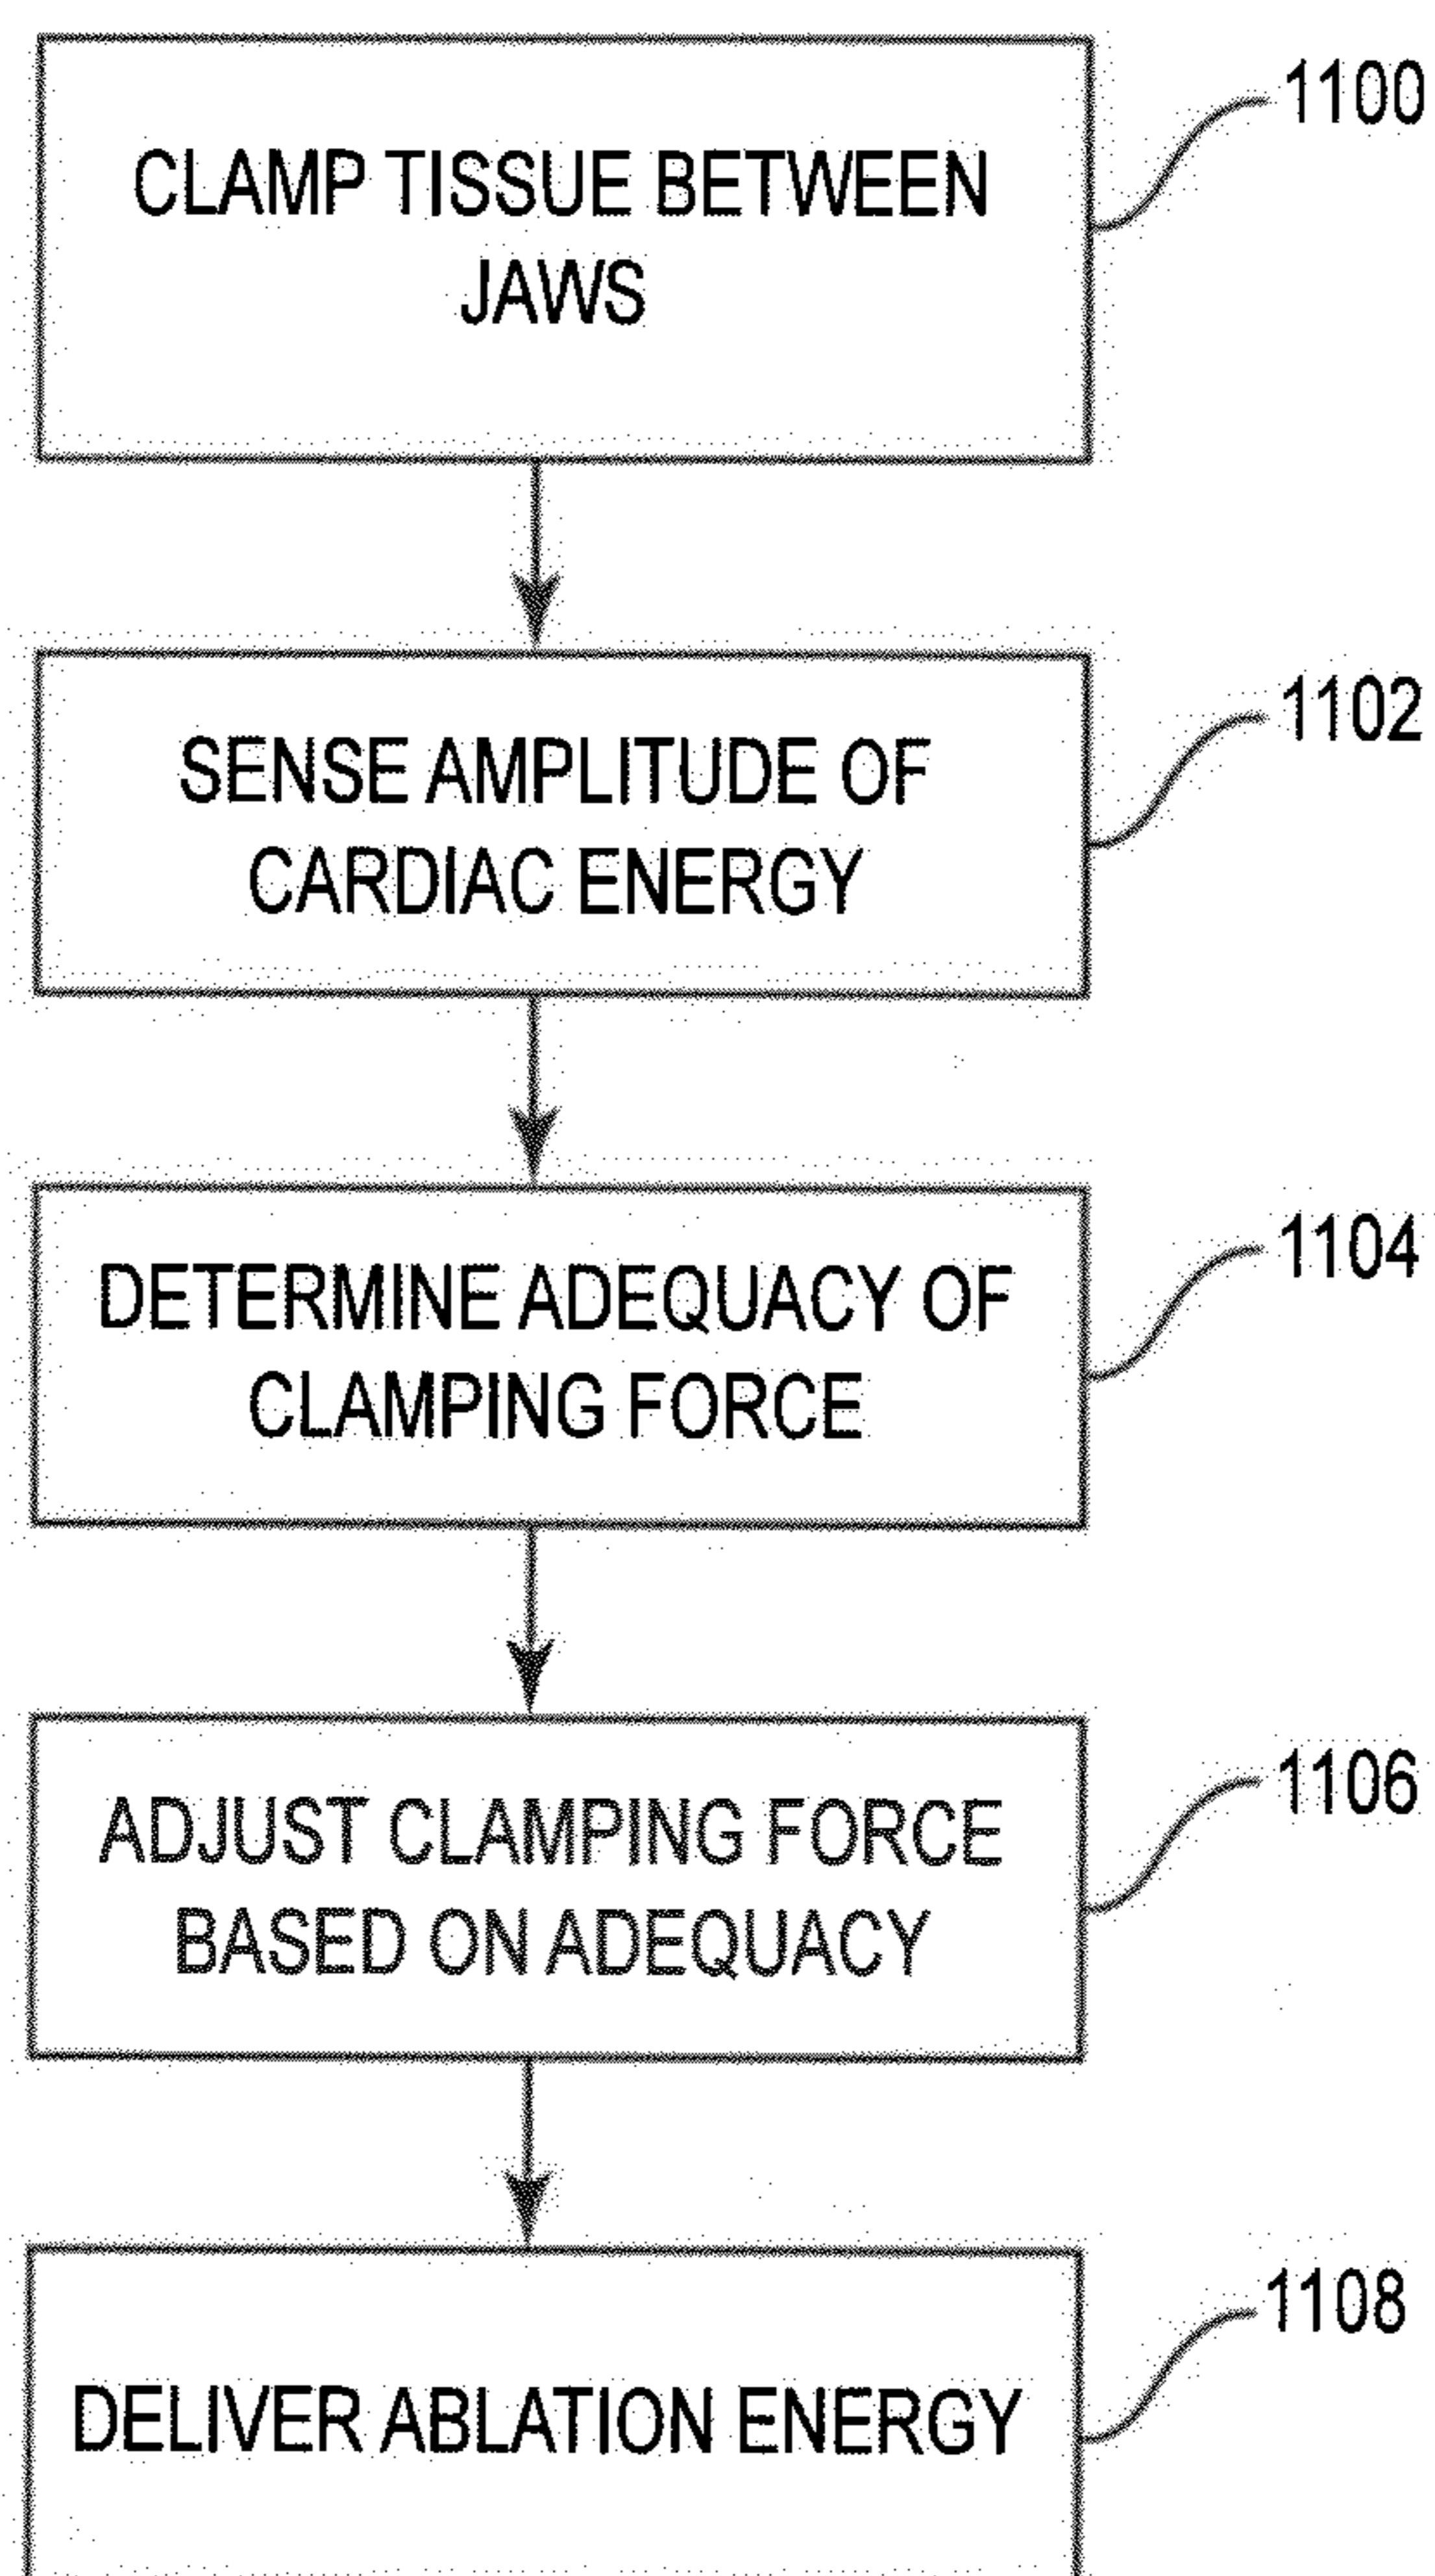 1100
CLAMP TISSUE BETWEEN
JAWS
1102
SENSE AMPLITUDE OF
CARDIAC ENERGY
1104
DETERMINE ADEQUACY OF
CLAMPING FORCE
1106
ADJUST CLAMPING FORCE
BASED ON ADEQUACY
1108
DELIVER ABLATION ENERGY